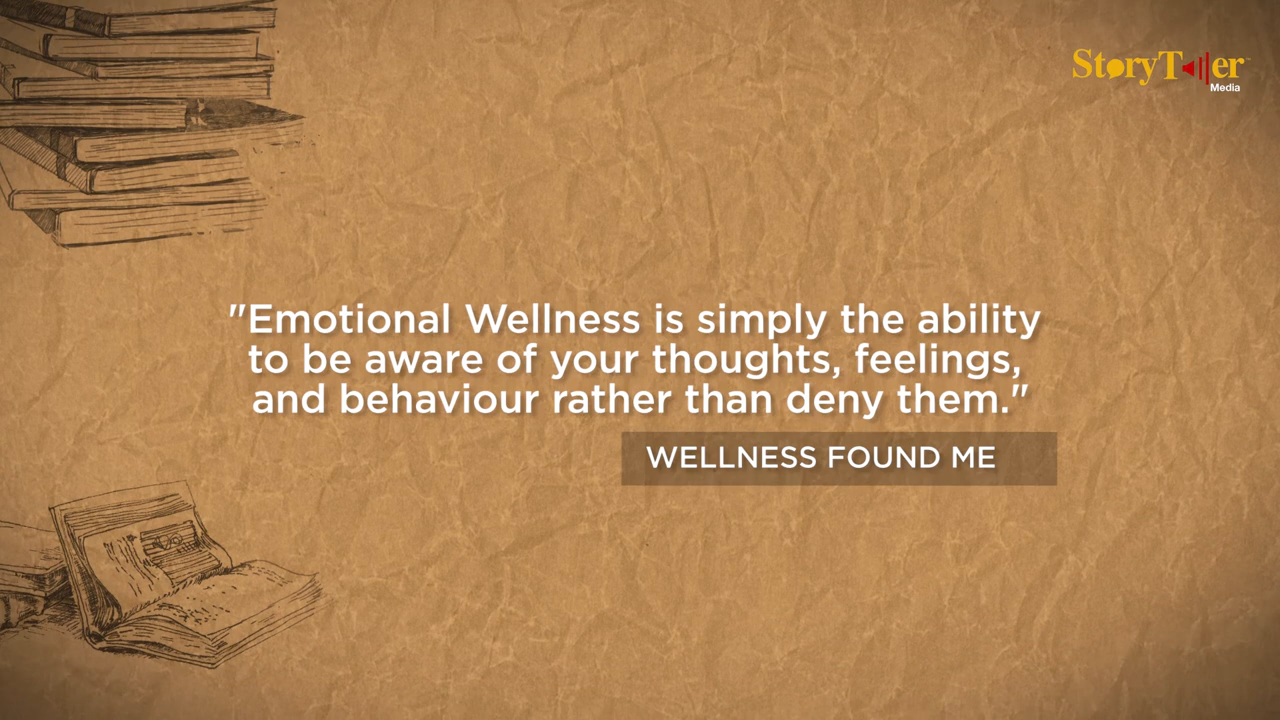 StoryTeller
Media
"Emotional Wellness is simply the ability
to be aware of your thoughts, feelings,
and behaviour rather than deny them."
WELLNESS FOUND ME